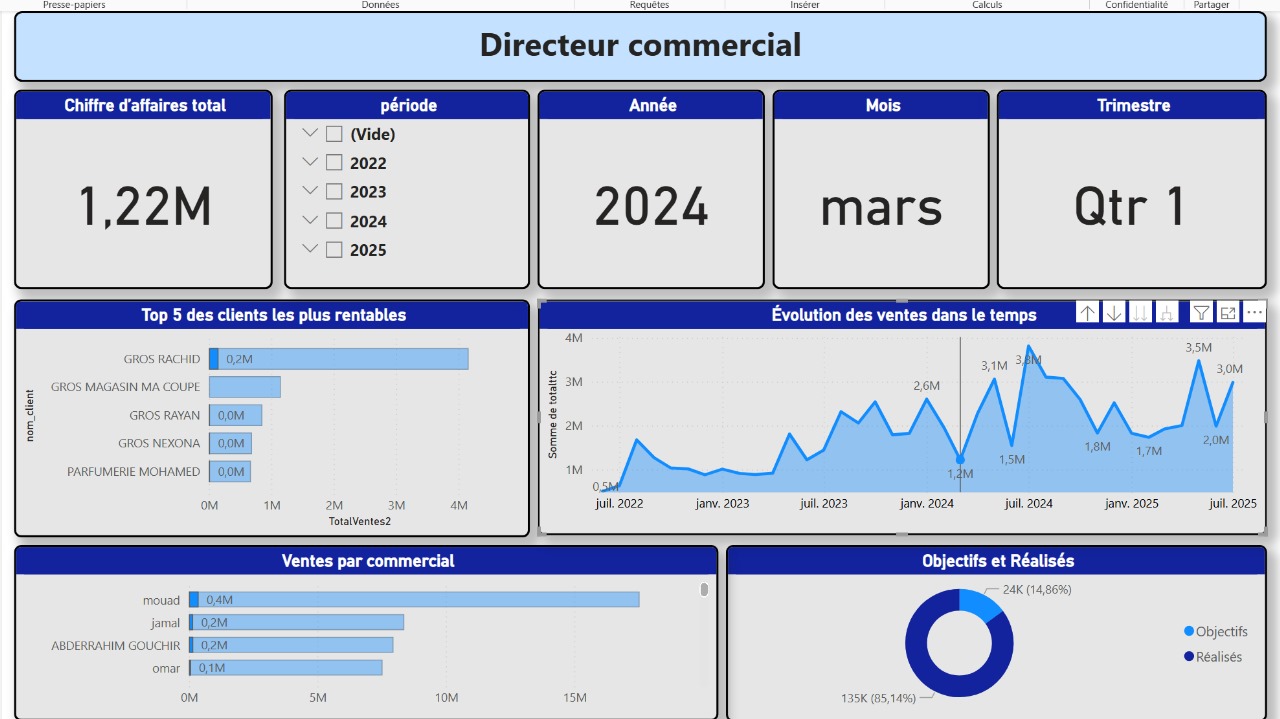 Presse-papiers Données Requêtes Insérer Calculs Confidentialité Partager
Directeur commercial
Chiffre d'affaires total
1,22M
période
(Vide)
2022
2023
2024
2025
Année
2024
Mois
mars
Trimestre
Qtr 1
Top 5 des clients les plus rentables
nom_client
GROS RACHID 0,2M
GROS MAGASIN MA COUPE
GROS RAYAN 0,0M
GROS NEXONA 0,0M
PARFUMERIE MOHAMED 0,0M
0M 1M 2M 3M 4M
TotalVentes2
Évolution des ventes dans le temps
Somme de totalttc
4M
3M
2M
1M
0,5M
2,6M
1,2M
3,1M
1,5M
3,8M
1,8M
1,7M
3,5M
2,0M
3,0M
juil. 2022 janv. 2023 juil. 2023 janv. 2024 juil. 2024 janv. 2025 juil. 2025
Ventes par commercial
mouad 0,4M
jamal 0,2M
ABDERRAHIM GOUCHIR 0,2M
omar 0,1M
0M 5M 10M 15M
Objectifs et Réalisés
24K (14,86%)
135K (85,14%)
Objectifs
Réalisés